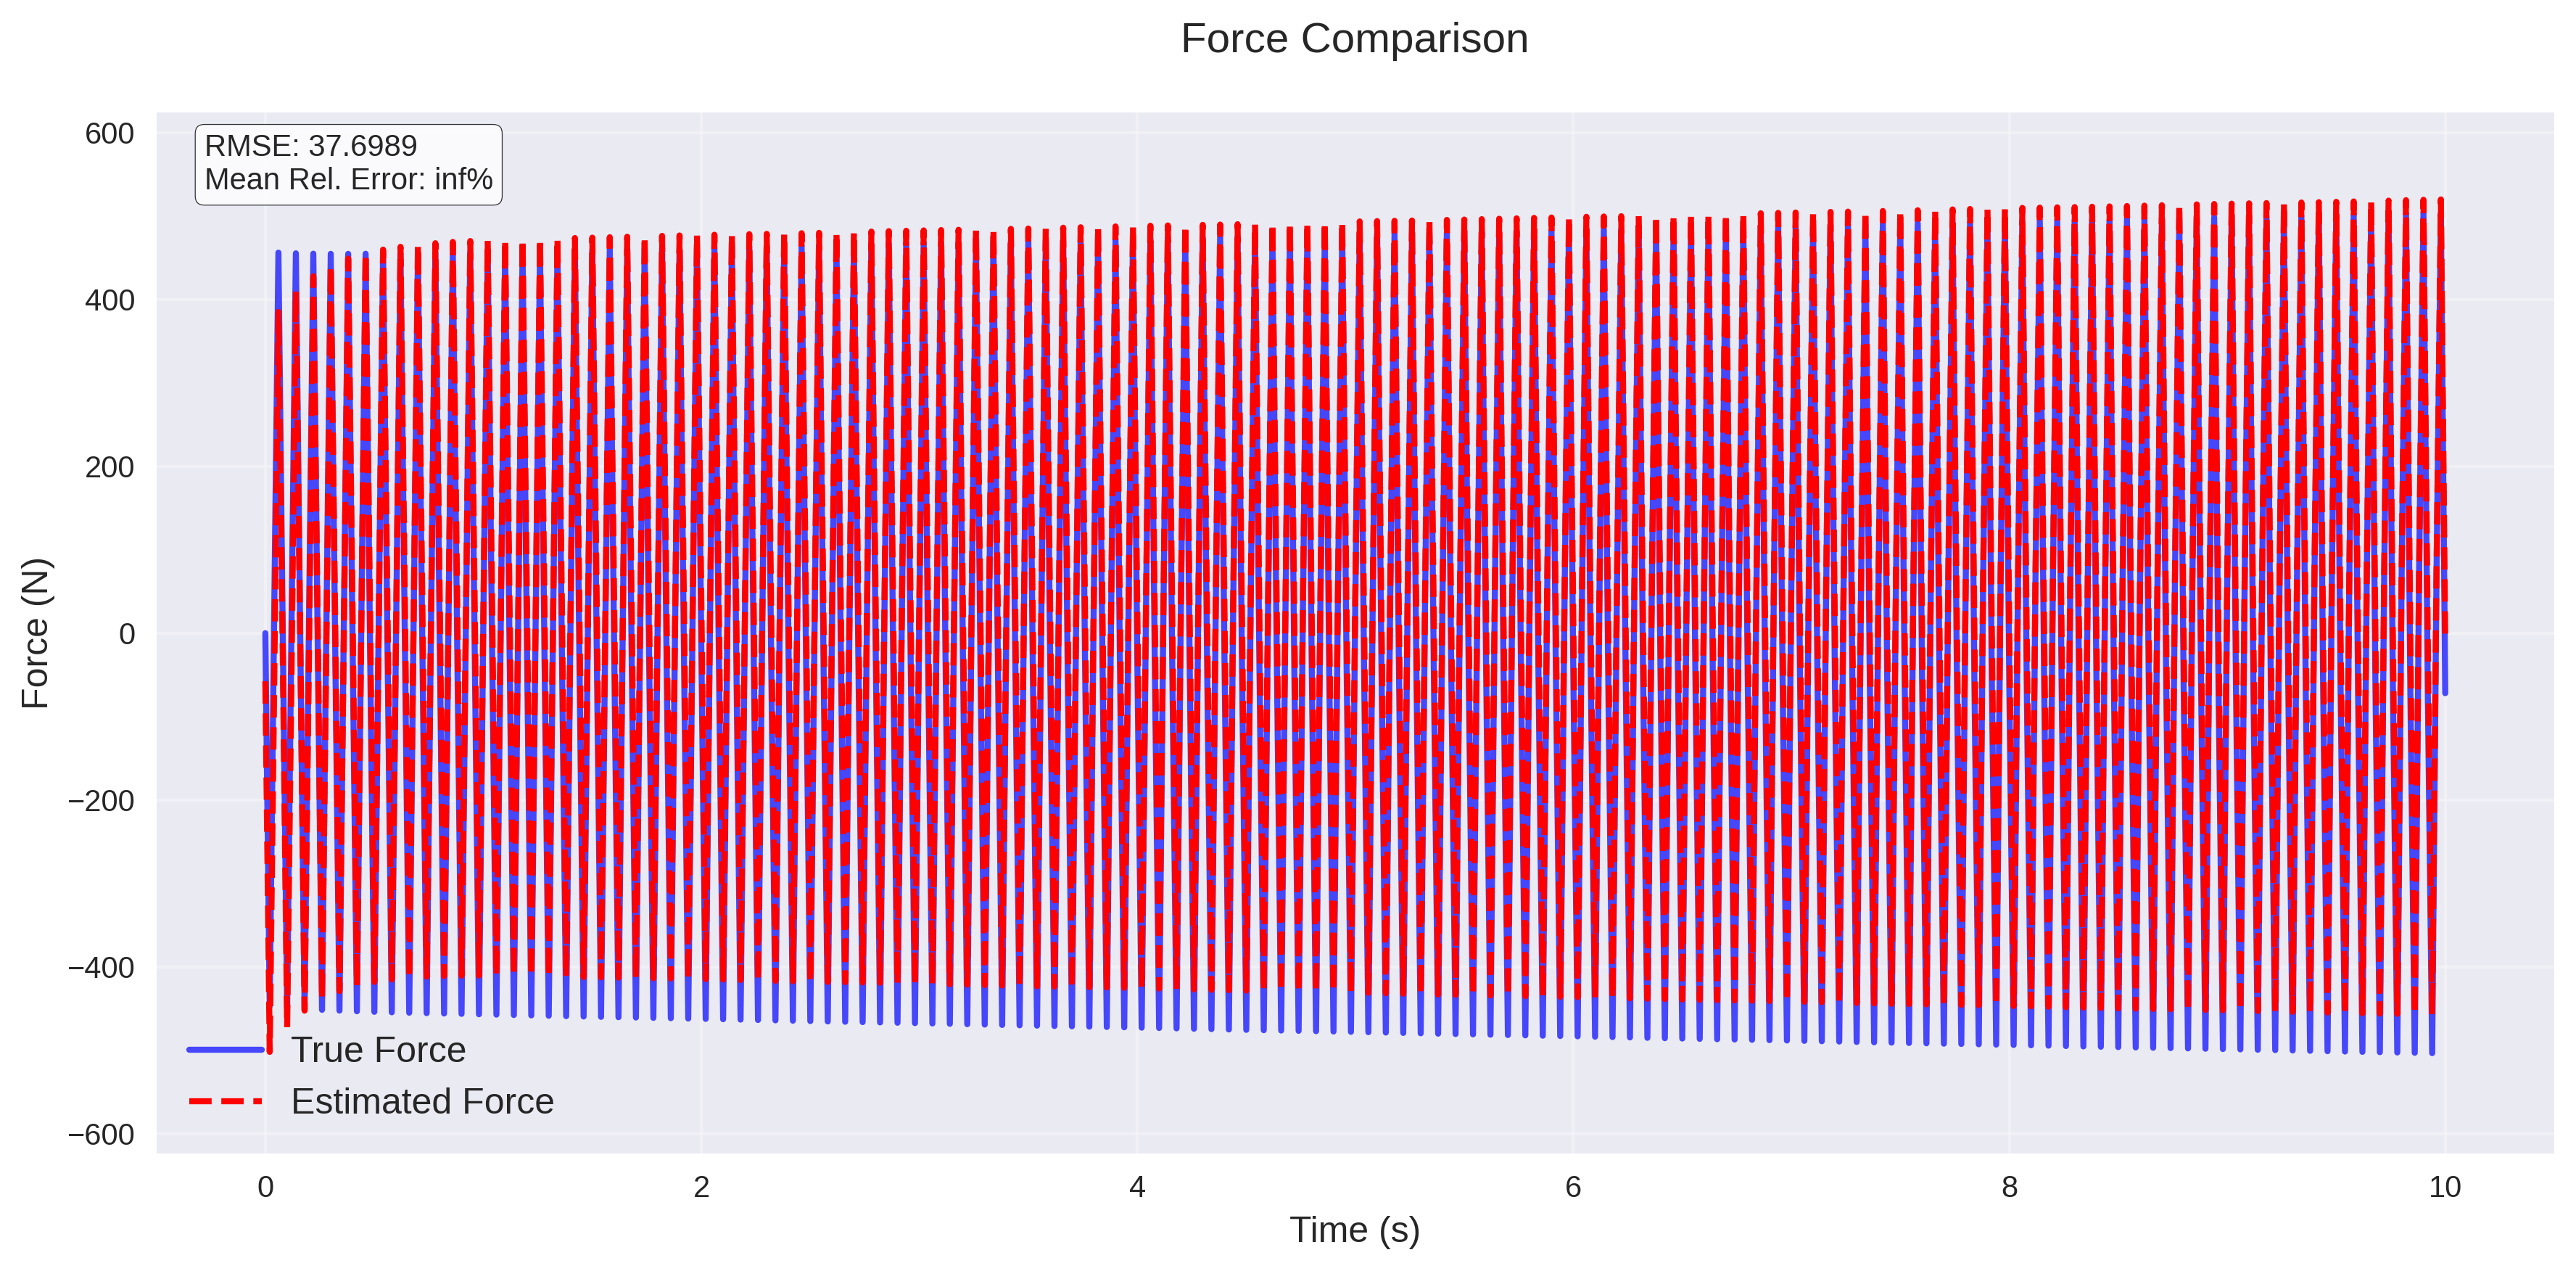 Force Comparison
RMSE: 37.6989
Mean Rel. Error: inf%
600
400
200
0
−200
−400
−600
Force (N)
True Force
Estimated Force
0 2 4 6 8 10
Time (s)